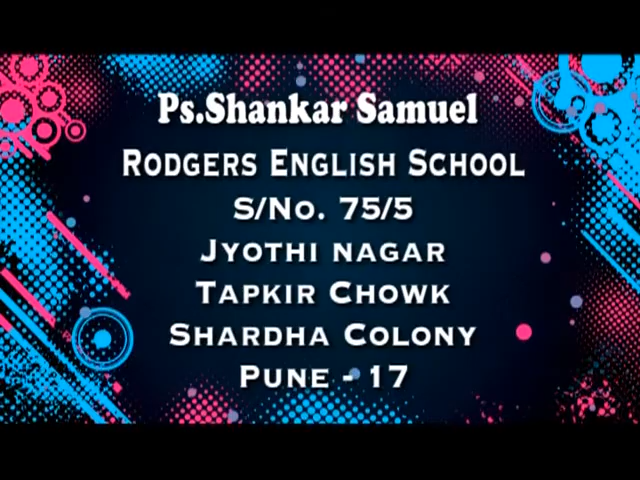 Ps.Shankar Samuel
RODGERS ENGLISH SCHOOL
S/NO. 75/5
JYOTHI NAGAR
TAPKIR CHOWK
SHARDHA COLONY
PUNE - 17